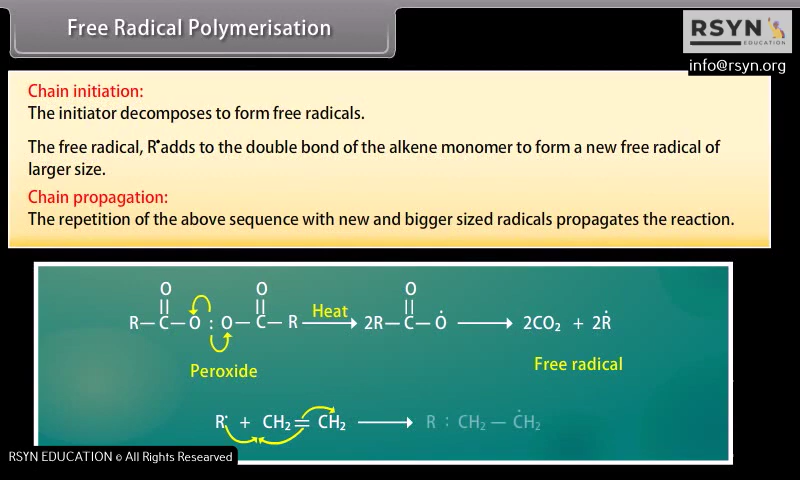 Free Radical Polymerisation
RSYN
EDUCATION
info@rsyn.org
Chain initiation:
The initiator decomposes to form free radicals.
The free radical, R• adds to the double bond of the alkene monomer to form a new free radical of
larger size.
Chain propagation:
The repetition of the above sequence with new and bigger sized radicals propagates the reaction.
O O O
R — C — O : O — C — R Heat → 2R — C — Ȯ → 2CO₂ + 2Ṙ
Peroxide
Free radical
R• + CH₂ = CH₂ → R : CH₂ — ĊH₂
RSYN EDUCATION © All Rights Researved